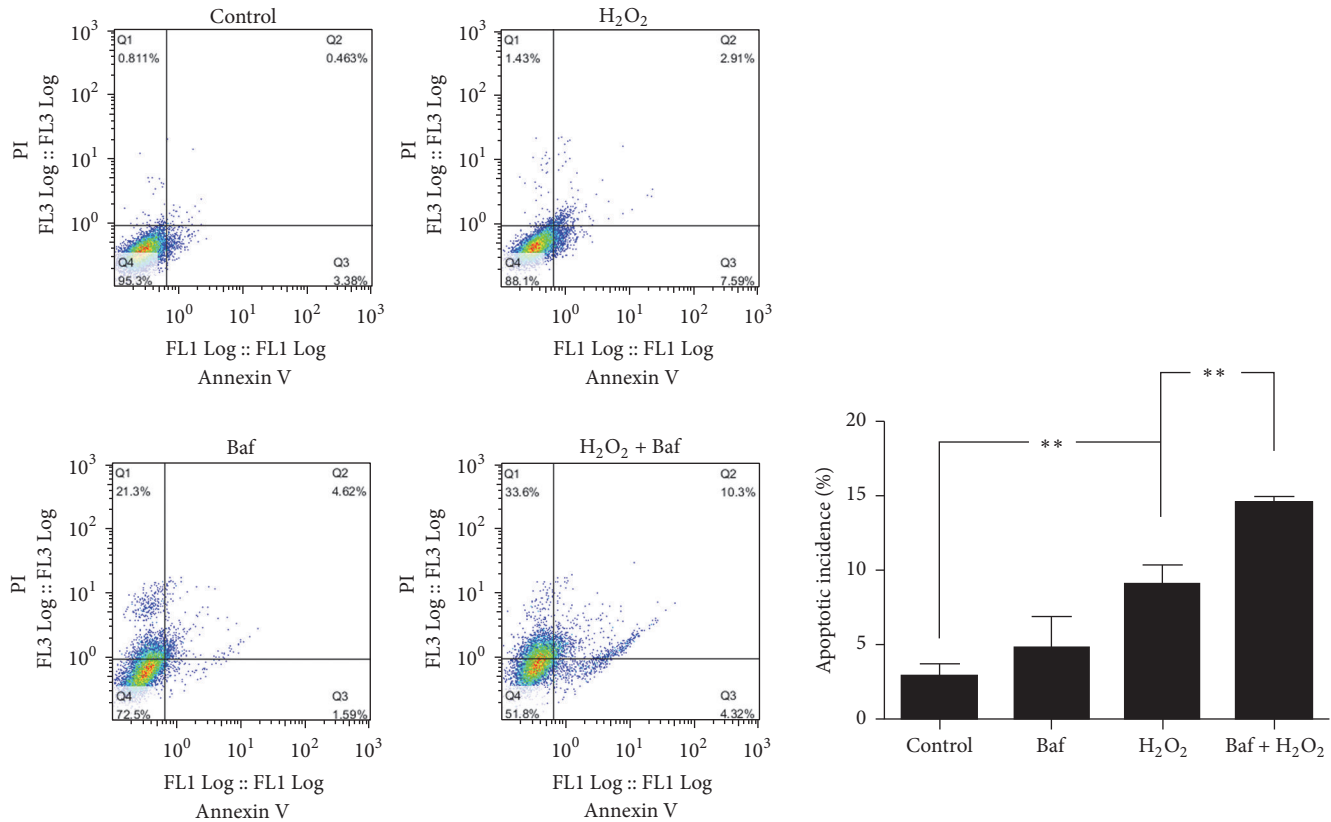 Control
10³
10²
10¹
10⁰
PI
FL3 Log :: FL3 Log
Q1
0.811%
Q2
0.463%
Q4
95.3%
Q3
3.38%
10⁰ 10¹ 10² 10³
FL1 Log :: FL1 Log
Annexin V
H₂O₂
10³
10²
10¹
10⁰
PI
FL3 Log :: FL3 Log
Q1
1.43%
Q2
2.91%
Q4
88.1%
Q3
7.59%
10⁰ 10¹ 10² 10³
FL1 Log :: FL1 Log
Annexin V
Baf
10³
10²
10¹
10⁰
PI
FL3 Log :: FL3 Log
Q1
21.3%
Q2
4.62%
Q4
72.5%
Q3
1.59%
10⁰ 10¹ 10² 10³
FL1 Log :: FL1 Log
Annexin V
H₂O₂ + Baf
10³
10²
10¹
10⁰
PI
FL3 Log :: FL3 Log
Q1
33.6%
Q2
10.3%
Q4
51.8%
Q3
4.32%
10⁰ 10¹ 10² 10³
FL1 Log :: FL1 Log
Annexin V
**
**
20
15
10
5
0
Apoptotic incidence (%)
Control Baf H₂O₂ Baf + H₂O₂